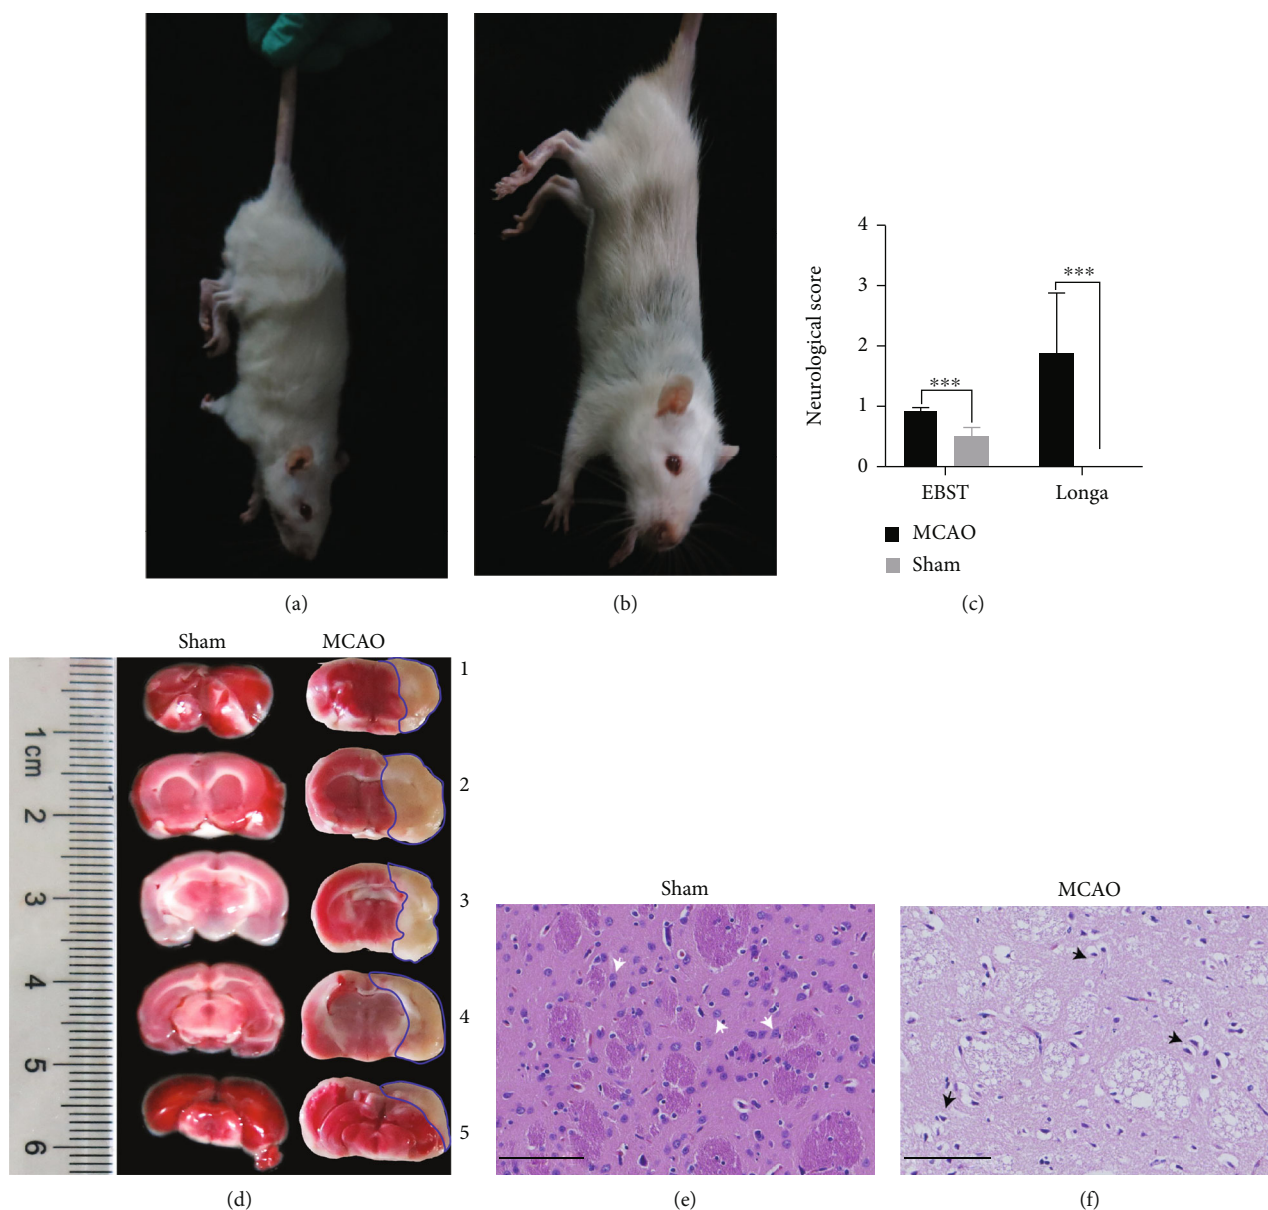 4
3
2
1
0
Neurological score
***
***
EBST
Longa
MCAO
Sham
(a)
(b)
(c)
Sham
MCAO
1
2
3
4
5
1 cm
2
3
4
5
6
Sham
MCAO
(d)
(e)
(f)